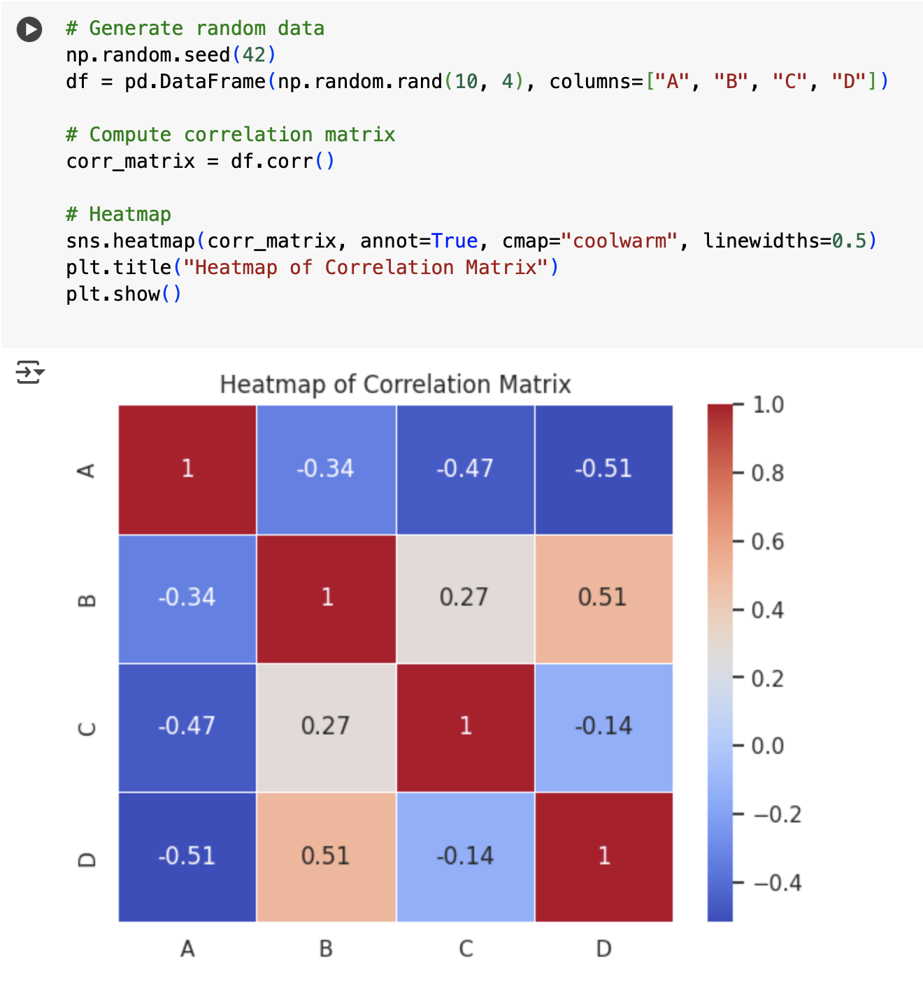 # Generate random data
np.random.seed(42)
df = pd.DataFrame(np.random.rand(10, 4), columns=["A", "B", "C", "D"])
# Compute correlation matrix
corr_matrix = df.corr()
# Heatmap
sns.heatmap(corr_matrix, annot=True, cmap="coolwarm", linewidths=0.5)
plt.title("Heatmap of Correlation Matrix")
plt.show()
Heatmap of Correlation Matrix
A 1 -0.34 -0.47 -0.51
B -0.34 1 0.27 0.51
C -0.47 0.27 1 -0.14
D -0.51 0.51 -0.14 1
A B C D
1.0
0.8
0.6
0.4
0.2
0.0
−0.2
−0.4